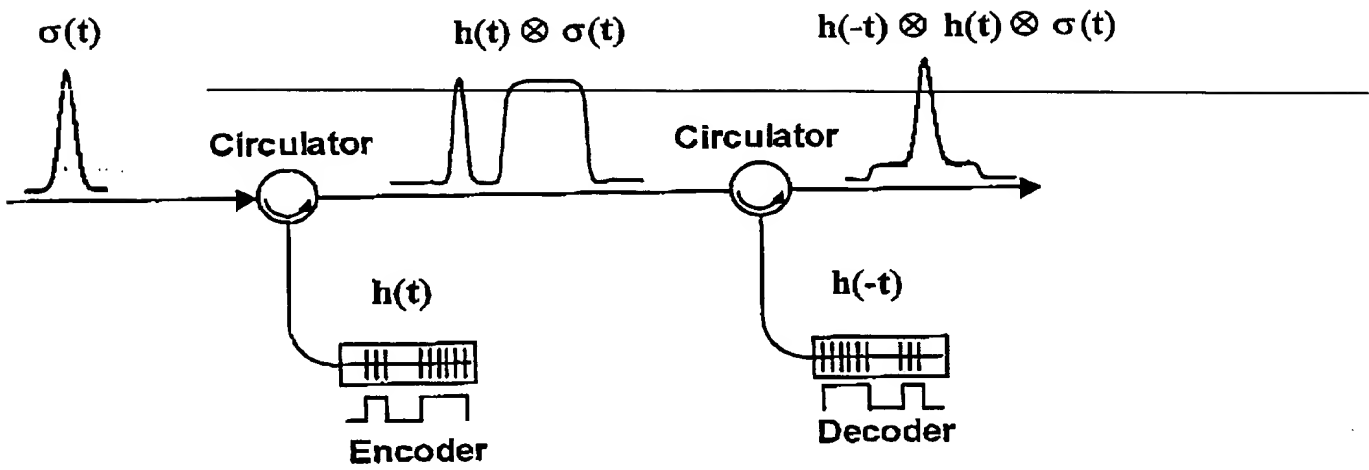 σ(t)
h(t) ⊗ σ(t)
h(-t) ⊗ h(t) ⊗ σ(t)
Circulator
Circulator
h(t)
h(-t)
Encoder
Decoder